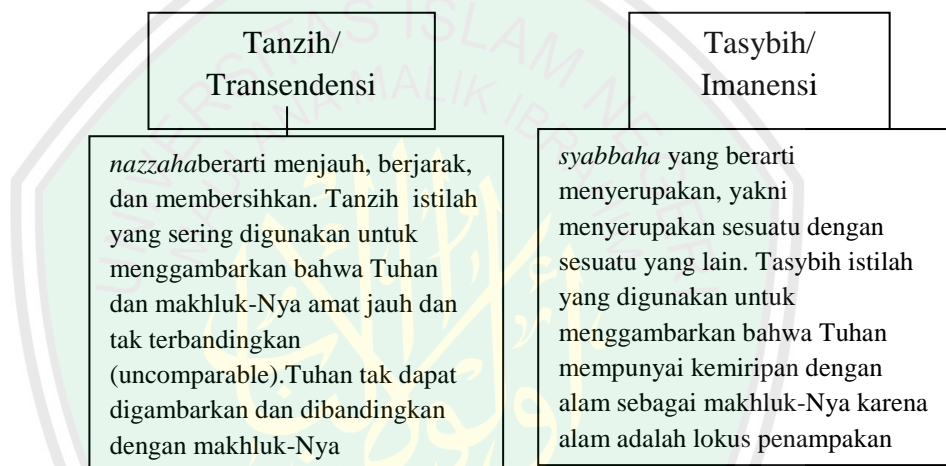 Tanzih/
Transendensi
nazzahaberarti menjauh, berjarak,
dan membersihkan. Tanzih istilah
yang sering digunakan untuk
menggambarkan bahwa Tuhan
dan makhluk-Nya amat jauh dan
tak terbandingkan
(uncomparable).Tuhan tak dapat
digambarkan dan dibandingkan
dengan makhluk-Nya
Tasybih/
Imanensi
syabbaha yang berarti
menyerupakan, yakni
menyerupakan sesuatu dengan
sesuatu yang lain. Tasybih istilah
yang digunakan untuk
menggambarkan bahwa Tuhan
mempunyai kemiripan dengan
alam sebagai makhluk-Nya karena
alam adalah lokus penampakan